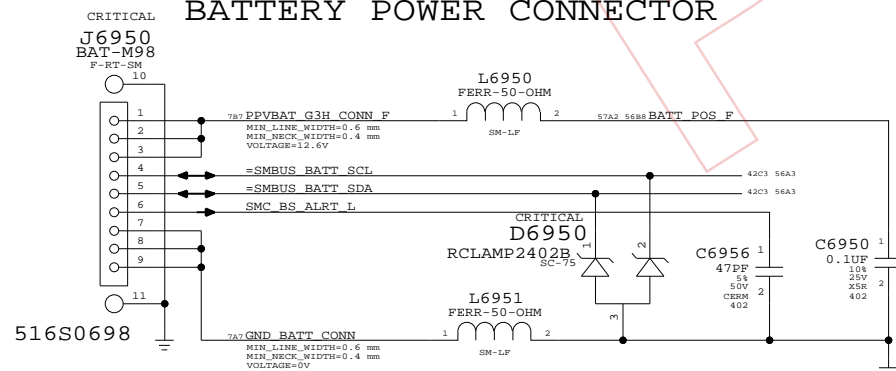 BATTERY POWER CONNECTOR
CRITICAL
J6950
BAT-M98
F-RT-SM
10
1
2
3
4
5
6
7
8
9
11
516S0698
7B7 PPVBAT_G3H_CONN_F
MIN_LINE_WIDTH=0.6 mm
MIN_NECK_WIDTH=0.4 mm
VOLTAGE=12.6V
L6950
FERR-50-OHM
1 2
SM-LF
57A2 56B8 BATT_POS_F
=SMBUS_BATT_SCL
42C3 56A3
=SMBUS_BATT_SDA
42C3 56A3
SMC_BS_ALRT_L
CRITICAL
D6950
RCLAMP2402B
SC-75
1
2
3
C6956
47PF
5%
50V
CERM
402
1
2
C6950
0.1UF
10%
25V
X5R
402
1
2
L6951
FERR-50-OHM
1 2
SM-LF
7A7 GND_BATT_CONN
MIN_LINE_WIDTH=0.6 mm
MIN_NECK_WIDTH=0.4 mm
VOLTAGE=0V